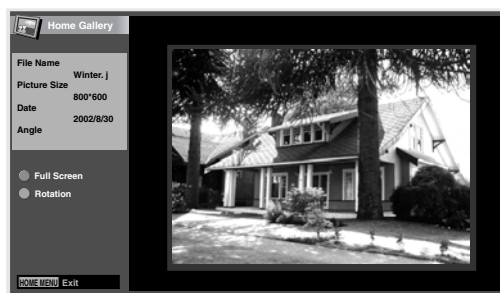 Home Gallery
File Name
Winter. j
Picture Size
800*600
Date
2002/8/30
Angle
Full Screen
Rotation
HOME MENU Exit